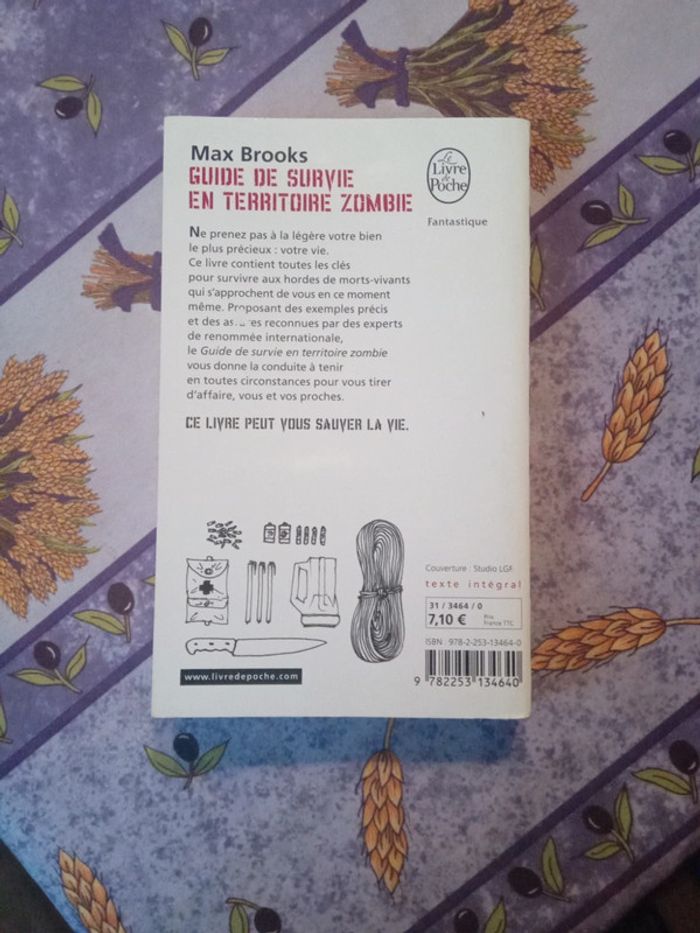 Max Brooks
GUIDE DE SURVIE
EN TERRITOIRE ZOMBIE
Le
Livre
de
Poche
Fantastique
Ne prenez pas à la légère votre bien
le plus précieux : votre vie.
Ce livre contient toutes les clés
pour survivre aux hordes de morts-vivants
qui s'approchent de vous en ce moment
même. Proposant des exemples précis
et des reconnues par des experts
de renommée internationale,
le Guide de survie en territoire zombie
vous donne la conduite à tenir
en toutes circonstances pour vous tirer
d'affaire, vous et vos proches.
CE LIVRE PEUT VOUS SAUVER LA VIE.
Couverture : Studio LGF.
texte intégral
31 / 3464 / 0
7,10 €
Prix
France TTC
ISBN : 978-2-253-13464-0
9 782253 134640
www.livredepoche.com